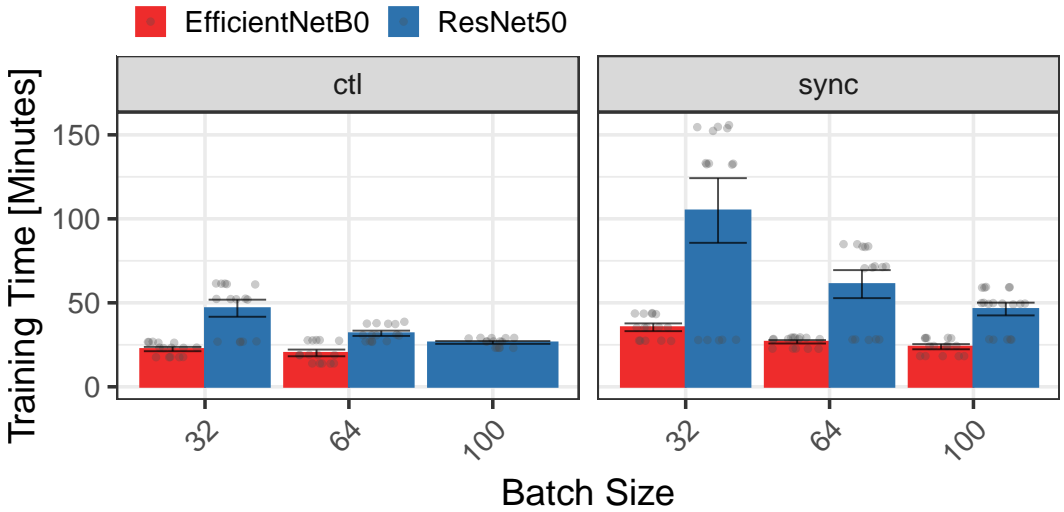 EfficientNetB0 ResNet50
ctl sync
Training Time [Minutes]
150
100
50
0
32 64 100 32 64 100
Batch Size